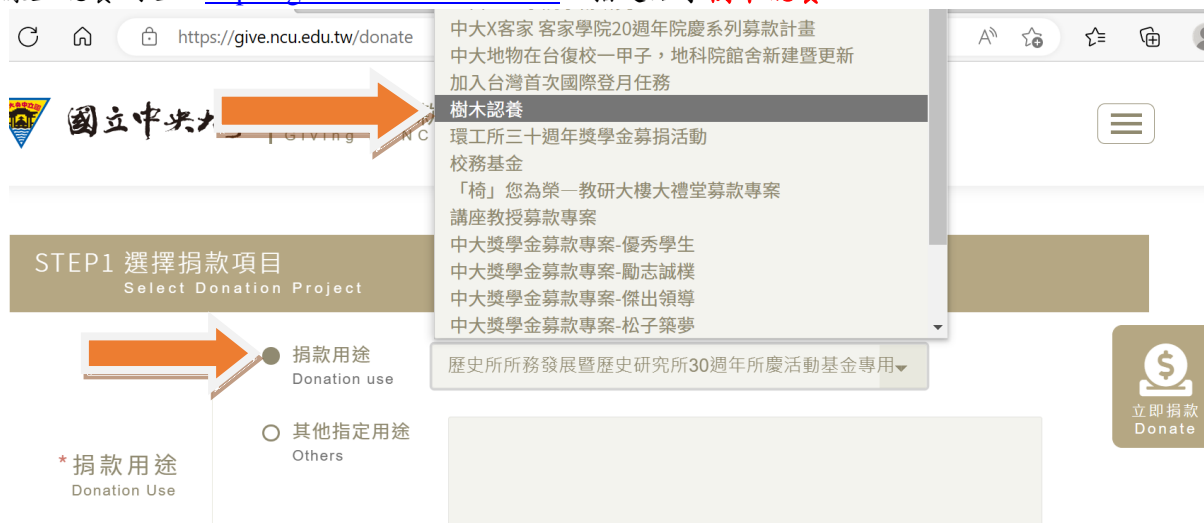 https://give.ncu.edu.tw/donate
中大X客家 客家學院20週年院慶系列募款計畫
中大地物在台復校一甲子，地科院館舍新建暨更新
加入台灣首次國際登月任務
樹木認養
環工所三十週年獎學金募捐活動
校務基金
「椅」您為榮—教研大樓大禮堂募款專案
講座教授募款專案
中大獎學金募款專案-優秀學生
中大獎學金募款專案-勵志誠樸
中大獎學金募款專案-傑出領導
中大獎學金募款專案-松子築夢
國立中央大
Giving
NC
STEP1 選擇捐款項目
Select Donation Project
捐款用途
Donation use
歷史所所務發展暨歷史研究所30週年所慶活動基金專用
其他指定用途
Others
*捐款用途
Donation Use
立即捐款
Donate